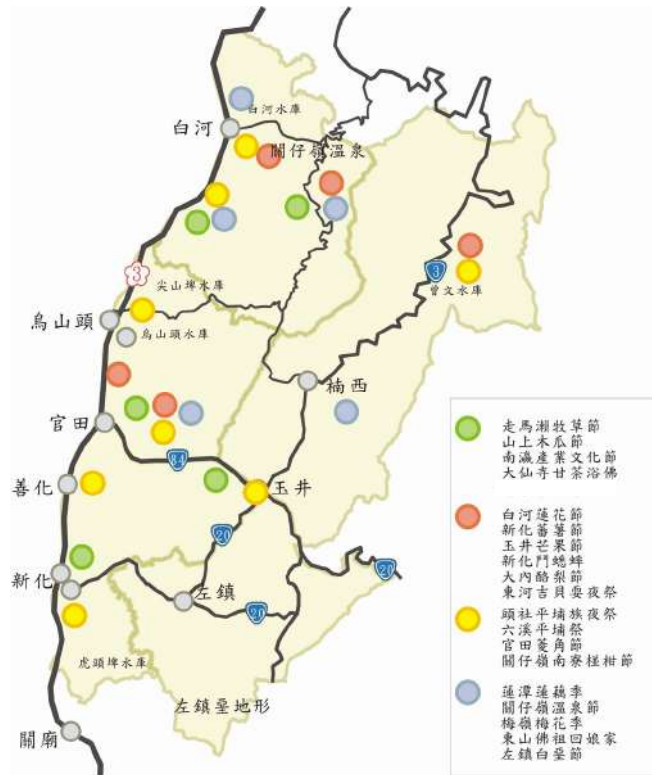 白河水庫
白河
關仔嶺溫泉
3
3
尖山埤水庫
曾文水庫
烏山頭
烏山頭水庫
楠西
官田
84
善化
玉井
20
20
新化
左鎮
20
虎頭埤水庫
左鎮堊地形
關廟
走馬瀨牧草節
山上木瓜節
南瀛產業文化節
大仙寺甘茶浴佛
白河蓮花節
新化蕃薯節
玉井芒果節
新化鬥蟋蟀
大內酪梨節
東河吉貝耍夜祭
頭社平埔族夜祭
六溪平埔祭
官田菱角節
關仔嶺南寮椪柑節
蓮潭蓮藕季
關仔嶺溫泉節
梅嶺梅花季
東山佛祖回娘家
左鎮白堊節